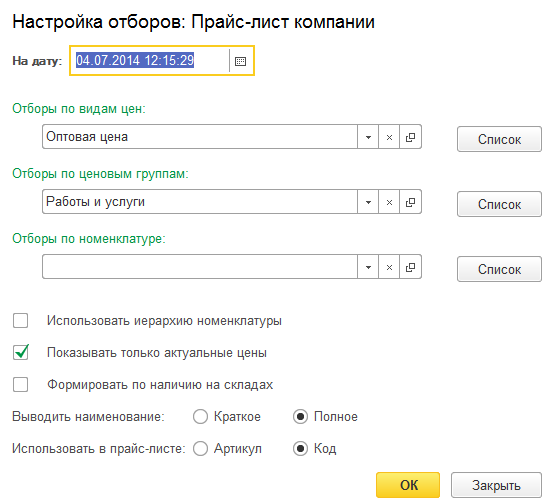 Настройка отборов: Прайс-лист компании
На дату: 04.07.2014 12:15:29
Отборы по видам цен:
Оптовая цена Список
Отборы по ценовым группам:
Работы и услуги Список
Отборы по номенклатуре:
Список
Использовать иерархию номенклатуры
Показывать только актуальные цены
Формировать по наличию на складах
Выводить наименование: Краткое Полное
Использовать в прайс-листе: Артикул Код
ОК Закрыть